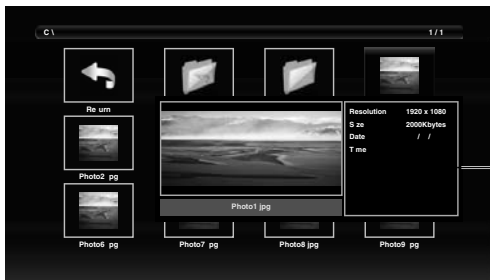 C \ 1 / 1
Re urn
Resolution 1920 x 1080
S ze 2000Kbytes
Date / /
T me
Photo2 pg
Photo1 jpg
Photo6 pg Photo7 pg Photo8 jpg Photo9 pg